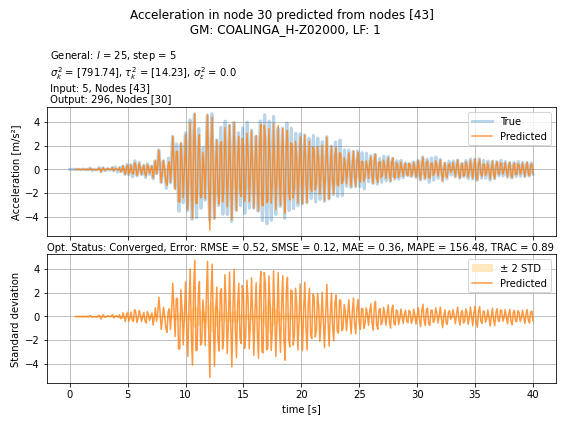 Acceleration in node 30 predicted from nodes [43]
GM: COALINGA_H-Z02000, LF: 1
General: l = 25, step = 5
σ²ₖ = [791.74], τ²ₖ = [14.23], σ²ε = 0.0
Input: 5, Nodes [43]
Output: 296, Nodes [30]
4
2
0
−2
−4
Acceleration [m/s²]
True
Predicted
Opt. Status: Converged, Error: RMSE = 0.52, SMSE = 0.12, MAE = 0.36, MAPE = 156.48, TRAC = 0.89
4
2
0
−2
−4
Standard deviation
± 2 STD
Predicted
0 5 10 15 20 25 30 35 40
time [s]